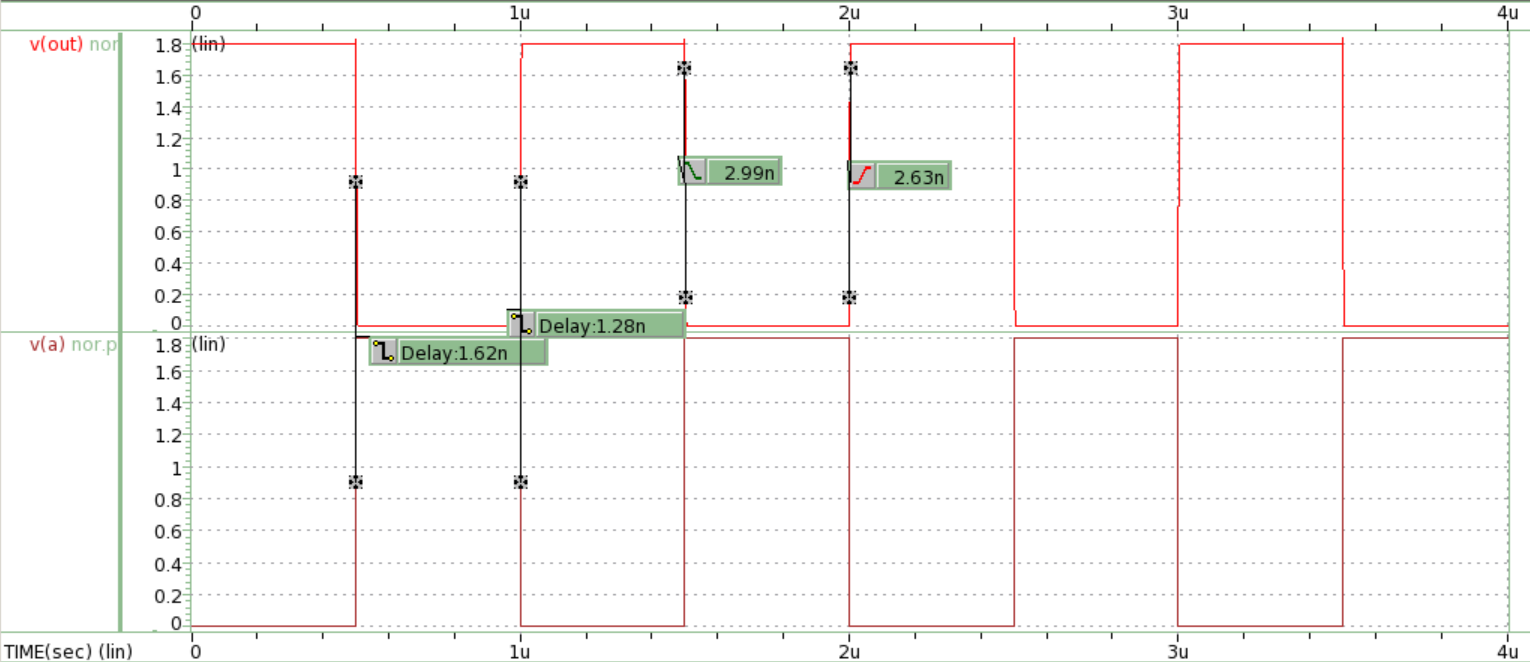 0 1u 2u 3u 4u
v(out) nor
1.8 (lin)
1.6
1.4
1.2
1
0.8
0.6
0.4
0.2
0
2.99n
2.63n
Delay:1.28n
v(a) nor.p
1.8 (lin)
Delay:1.62n
1.6
1.4
1.2
1
0.8
0.6
0.4
0.2
0
TIME(sec) (lin) 0 1u 2u 3u 4u